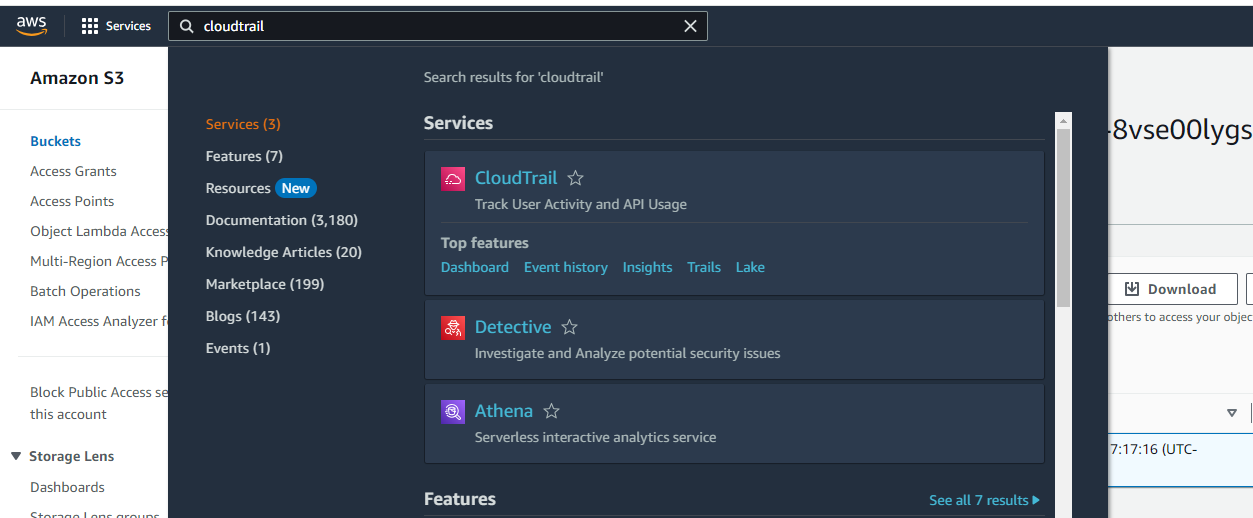 aws
Services
cloudtrail
Amazon S3
Buckets
Access Grants
Access Points
Object Lambda Access
Multi-Region Access P
Batch Operations
IAM Access Analyzer f
Block Public Access se
this account
Storage Lens
Dashboards
Storage Lens groups
Search results for 'cloudtrail'
Services (3)
Features (7)
Resources New
Documentation (3,180)
Knowledge Articles (20)
Marketplace (199)
Blogs (143)
Events (1)
Services
CloudTrail
Track User Activity and API Usage
Top features
Dashboard Event history Insights Trails Lake
Detective
Investigate and Analyze potential security issues
Athena
Serverless interactive analytics service
Features
See all 7 results
-8vse00lygs
Download
others to access your objec
7:17:16 (UTC-